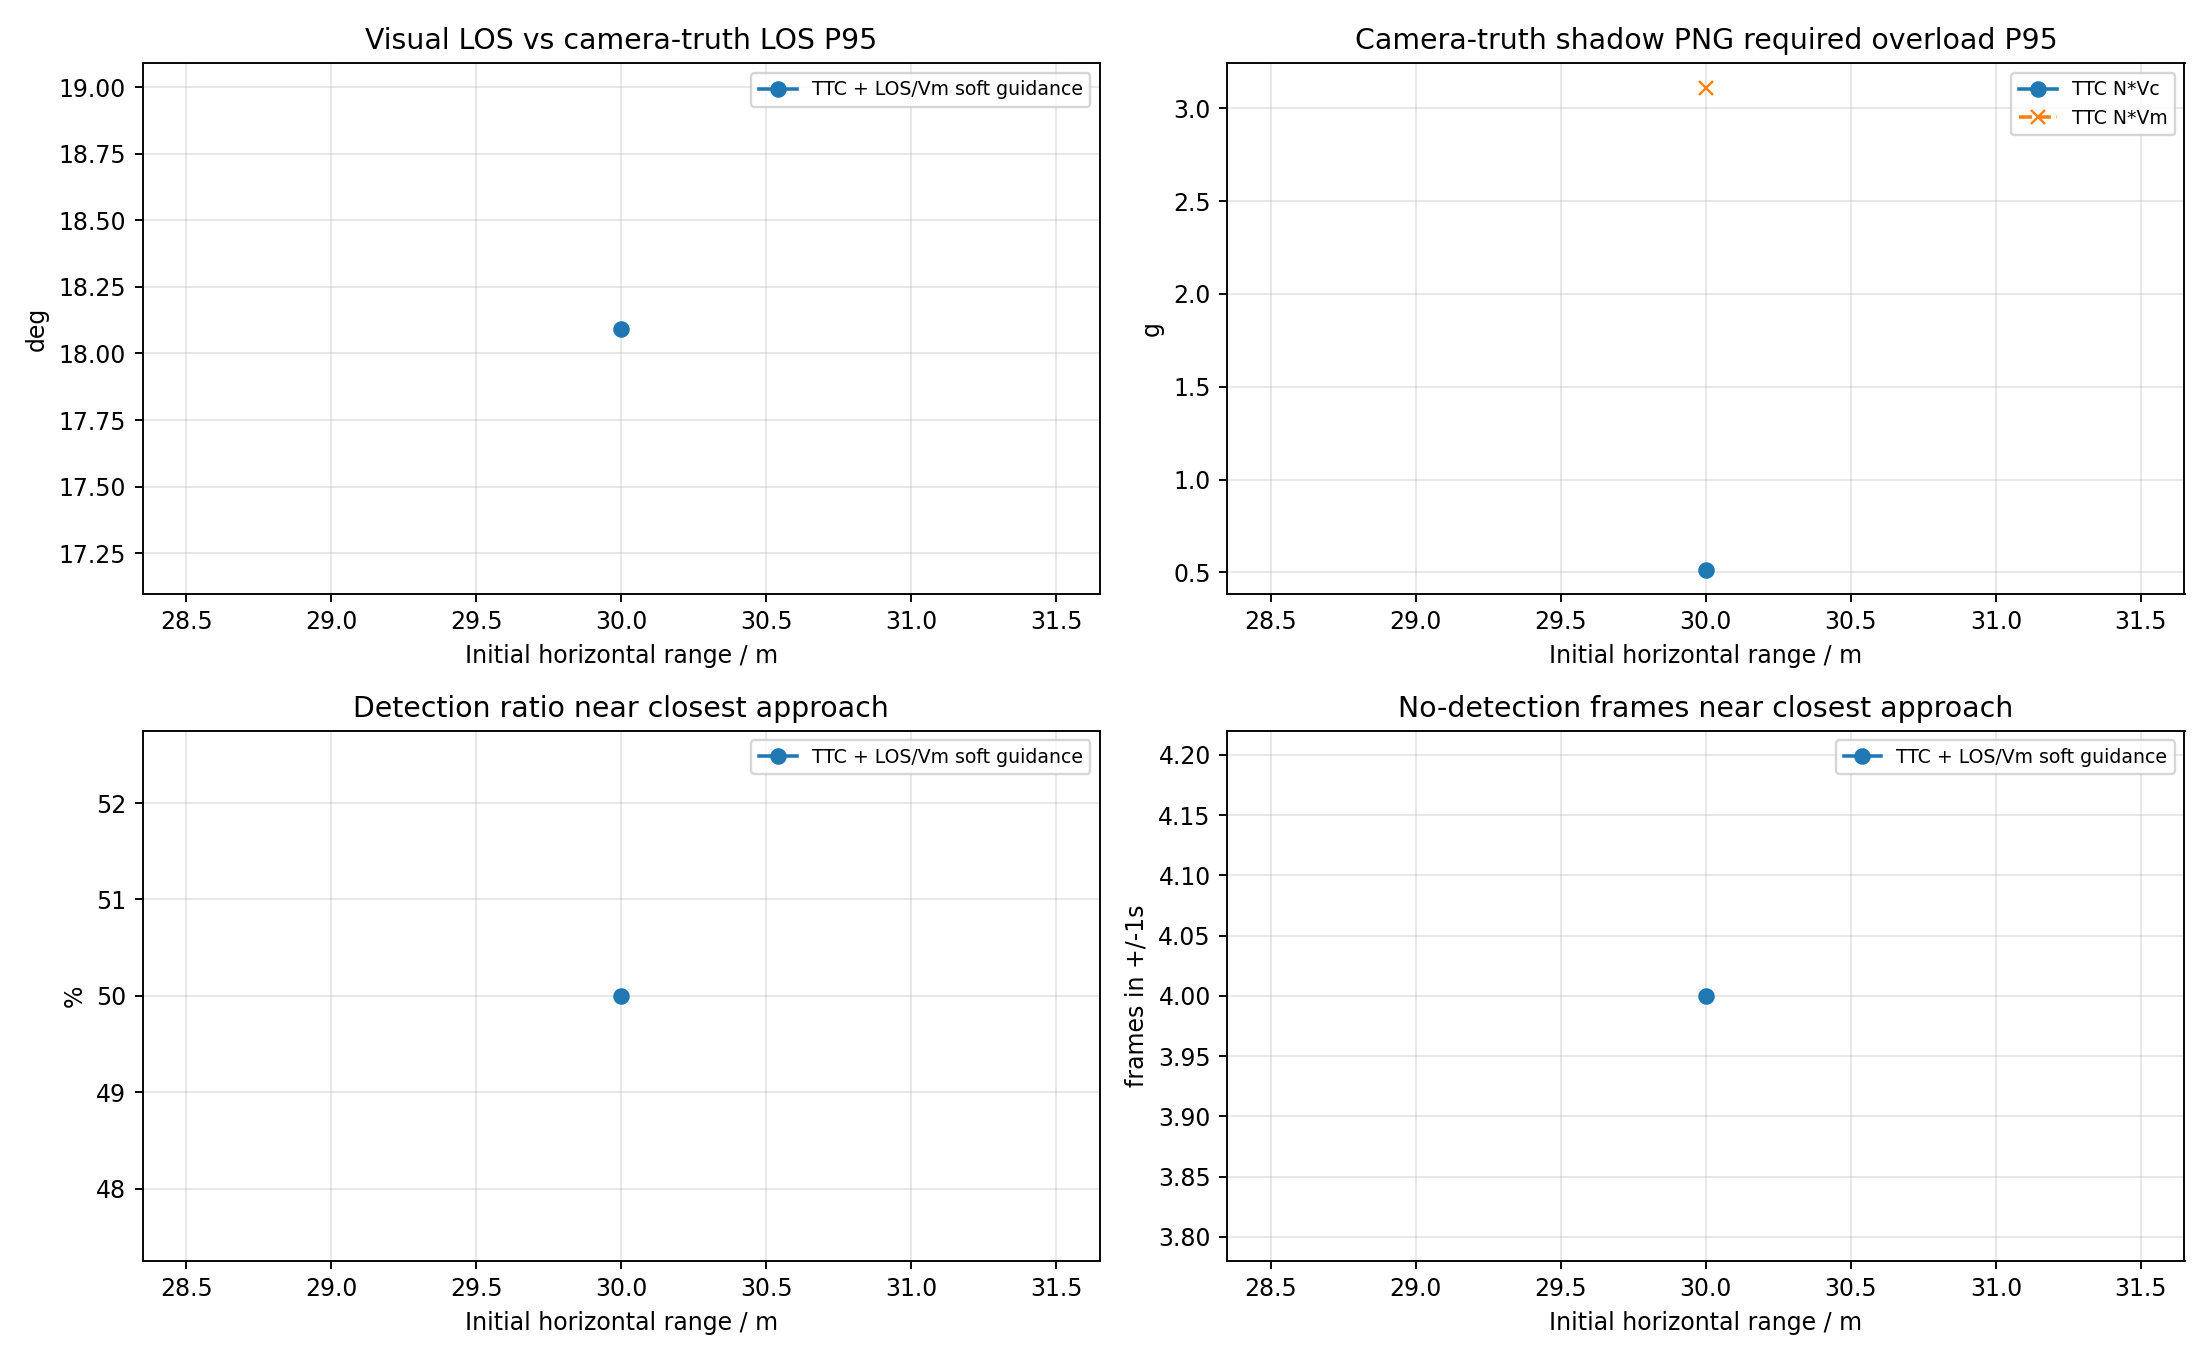 Visual LOS vs camera-truth LOS P95
TTC + LOS/Vm soft guidance
deg
19.00
18.75
18.50
18.25
18.00
17.75
17.50
17.25
28.5 29.0 29.5 30.0 30.5 31.0 31.5
Initial horizontal range / m
Camera-truth shadow PNG required overload P95
TTC N*Vc
TTC N*Vm
g
3.0
2.5
2.0
1.5
1.0
0.5
28.5 29.0 29.5 30.0 30.5 31.0 31.5
Initial horizontal range / m
Detection ratio near closest approach
TTC + LOS/Vm soft guidance
%
52
51
50
49
48
28.5 29.0 29.5 30.0 30.5 31.0 31.5
Initial horizontal range / m
No-detection frames near closest approach
TTC + LOS/Vm soft guidance
frames in +/-1s
4.20
4.15
4.10
4.05
4.00
3.95
3.90
3.85
3.80
28.5 29.0 29.5 30.0 30.5 31.0 31.5
Initial horizontal range / m